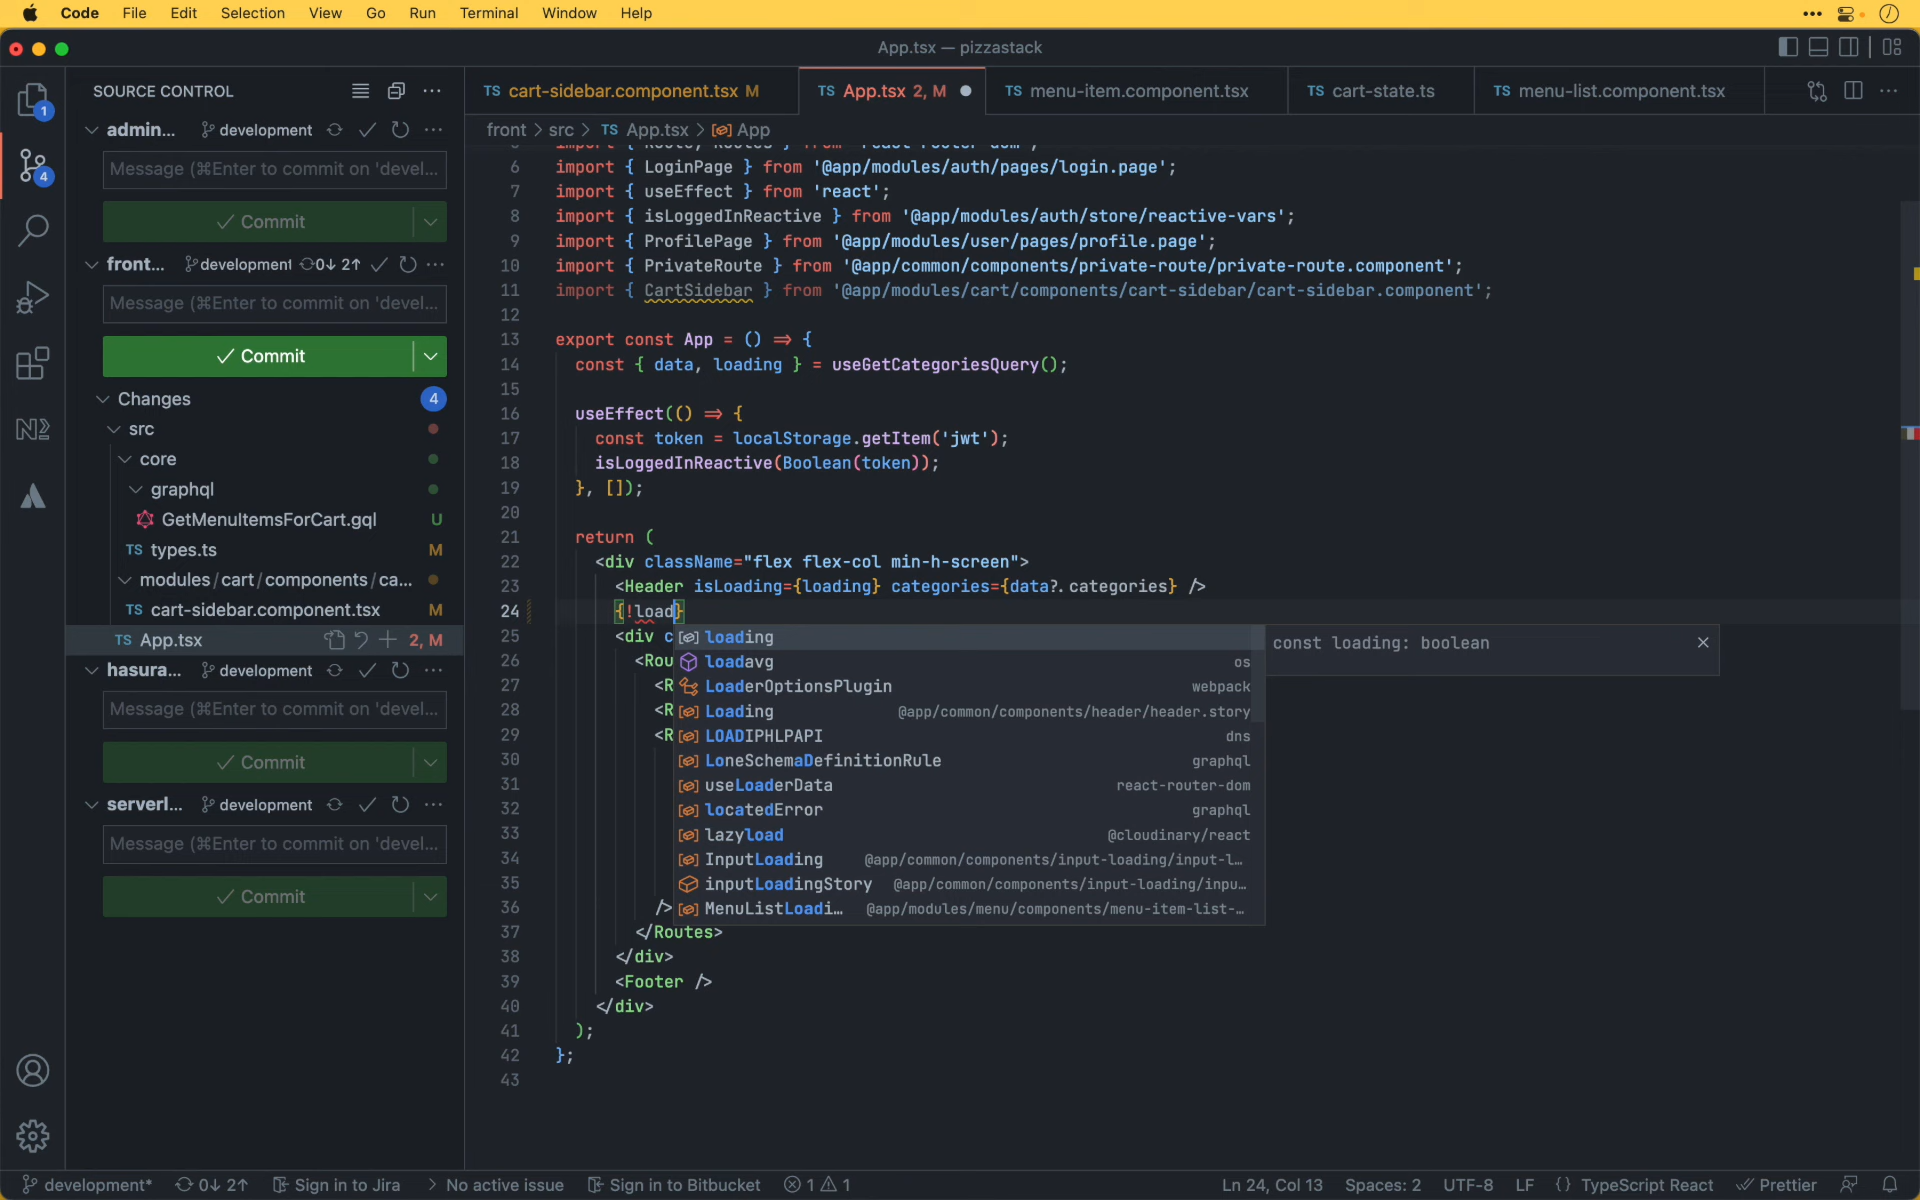 Code File Edit Selection View Go Run Terminal Window Help
App.tsx — pizzastack
SOURCE CONTROL
1
4
admin... development
Message (⌘Enter to commit on 'devel...
Commit
front... development 0↓ 2↑
Message (⌘Enter to commit on 'devel...
Commit
Changes 4
src
core
graphql
GetMenuItemsForCart.gql U
TS types.ts M
modules/cart/components/ca...
TS cart-sidebar.component.tsx M
TS App.tsx 2, M
hasura... development
Message (⌘Enter to commit on 'devel...
Commit
serverl... development
Message (⌘Enter to commit on 'devel...
Commit
TS cart-sidebar.component.tsx M
TS App.tsx 2, M
TS menu-item.component.tsx
TS cart-state.ts
TS menu-list.component.tsx
front > src > TS App.tsx > App
6 import { LoginPage } from '@app/modules/auth/pages/login.page';
7 import { useEffect } from 'react';
8 import { isLoggedInReactive } from '@app/modules/auth/store/reactive-vars';
9 import { ProfilePage } from '@app/modules/user/pages/profile.page';
10 import { PrivateRoute } from '@app/common/components/private-route/private-route.component';
11 import { CartSidebar } from '@app/modules/cart/components/cart-sidebar/cart-sidebar.component';
12
13 export const App = () => {
14 const { data, loading } = useGetCategoriesQuery();
15
16 useEffect(() => {
17 const token = localStorage.getItem('jwt');
18 isLoggedInReactive(Boolean(token));
19 }, []);
20
21 return (
22 <div className="flex flex-col min-h-screen">
23 <Header isLoading={loading} categories={data?.categories} />
24 {!load}
25 <div c
26 <Rou
27 <R
28 <R
29 <R
30
31
32
33
34
35
36 />
37 </Routes>
38 </div>
39 <Footer />
40 </div>
41 );
42 };
43
loading
loadavg os
LoaderOptionsPlugin webpack
Loading @app/common/components/header/header.story
LOADIPHLPAPI dns
LoneSchemaDefinitionRule graphql
useLoaderData react-router-dom
locatedError graphql
lazyload @cloudinary/react
InputLoading @app/common/components/input-loading/input-l...
inputLoadingStory @app/common/components/input-loading/inpu...
MenuListLoadi... @app/modules/menu/components/menu-item-list-...
const loading: boolean
development* 0↓ 2↑ Sign in to Jira No active issue Sign in to Bitbucket 1 1 Ln 24, Col 13 Spaces: 2 UTF-8 LF {} TypeScript React Prettier